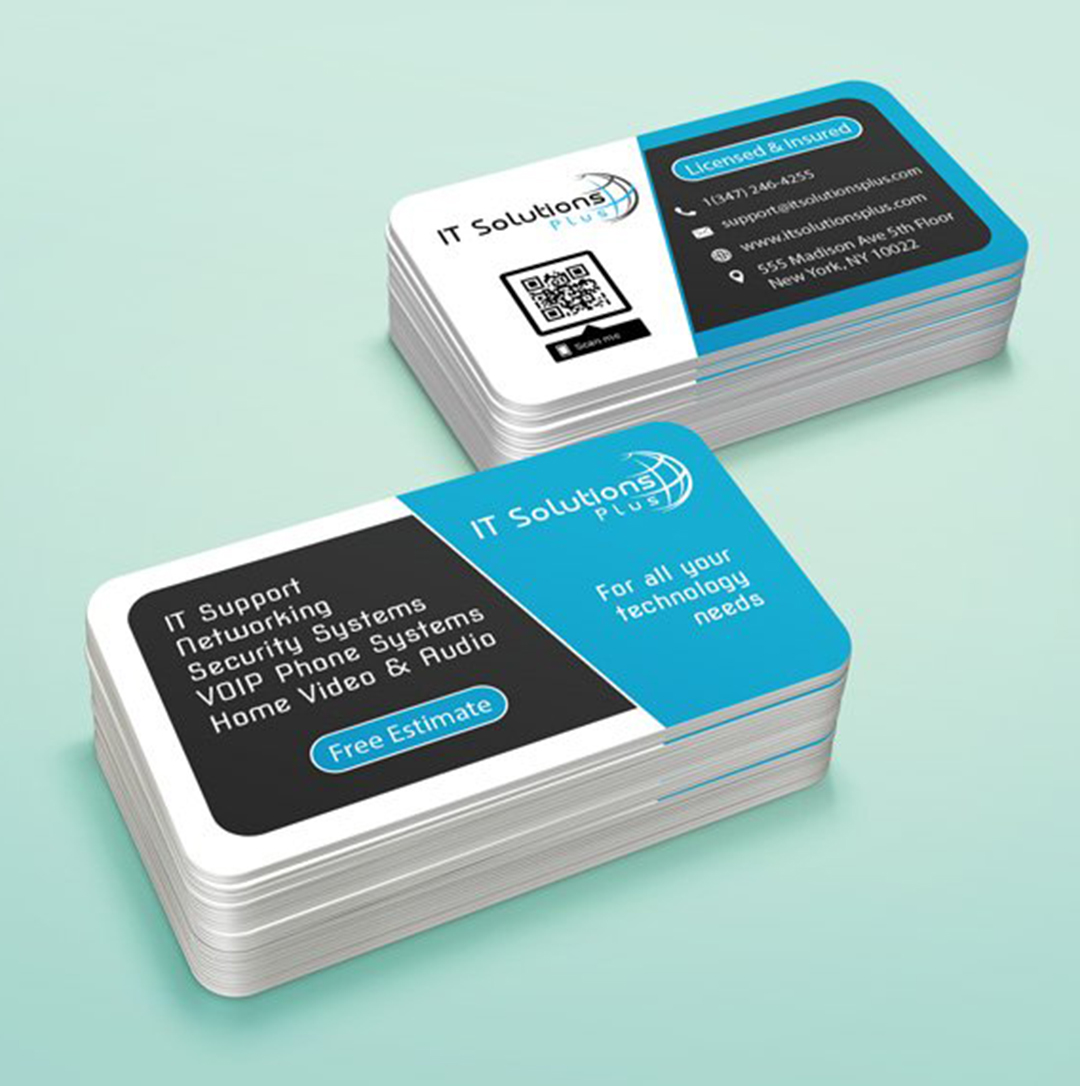 IT Solutions
Plus
Scan me
Licensed & Insured
1(347) 246-4255
support@itsolutionsplus.com
www.itsolutionsplus.com
555 Madison Ave 5th Floor
New York, NY 10022
IT Solutions
Plus
For all your
technology
needs
IT Support
Networking
Security Systems
VOIP Phone Systems
Home Video & Audio
Free Estimate